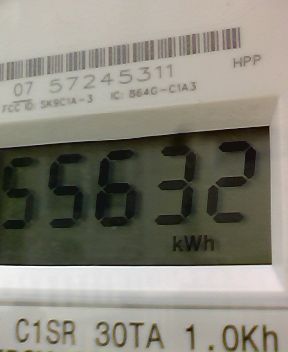 HPP
07 57245311
FCC ID: SK9C1A-3 IC: 864G-C1A3
55632
kWh
C1SR 30TA 1.0Kh